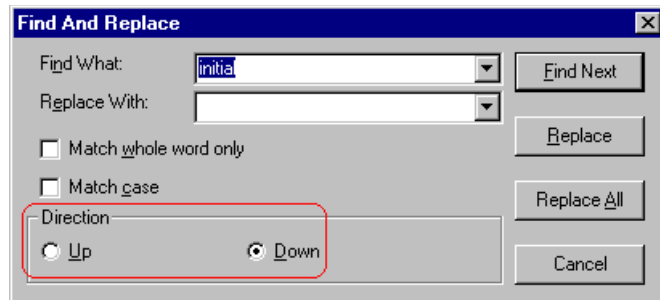 Find And Replace
Find What: initial Find Next
Replace With:
Match whole word only Replace
Match case Replace All
Direction
Up Down Cancel